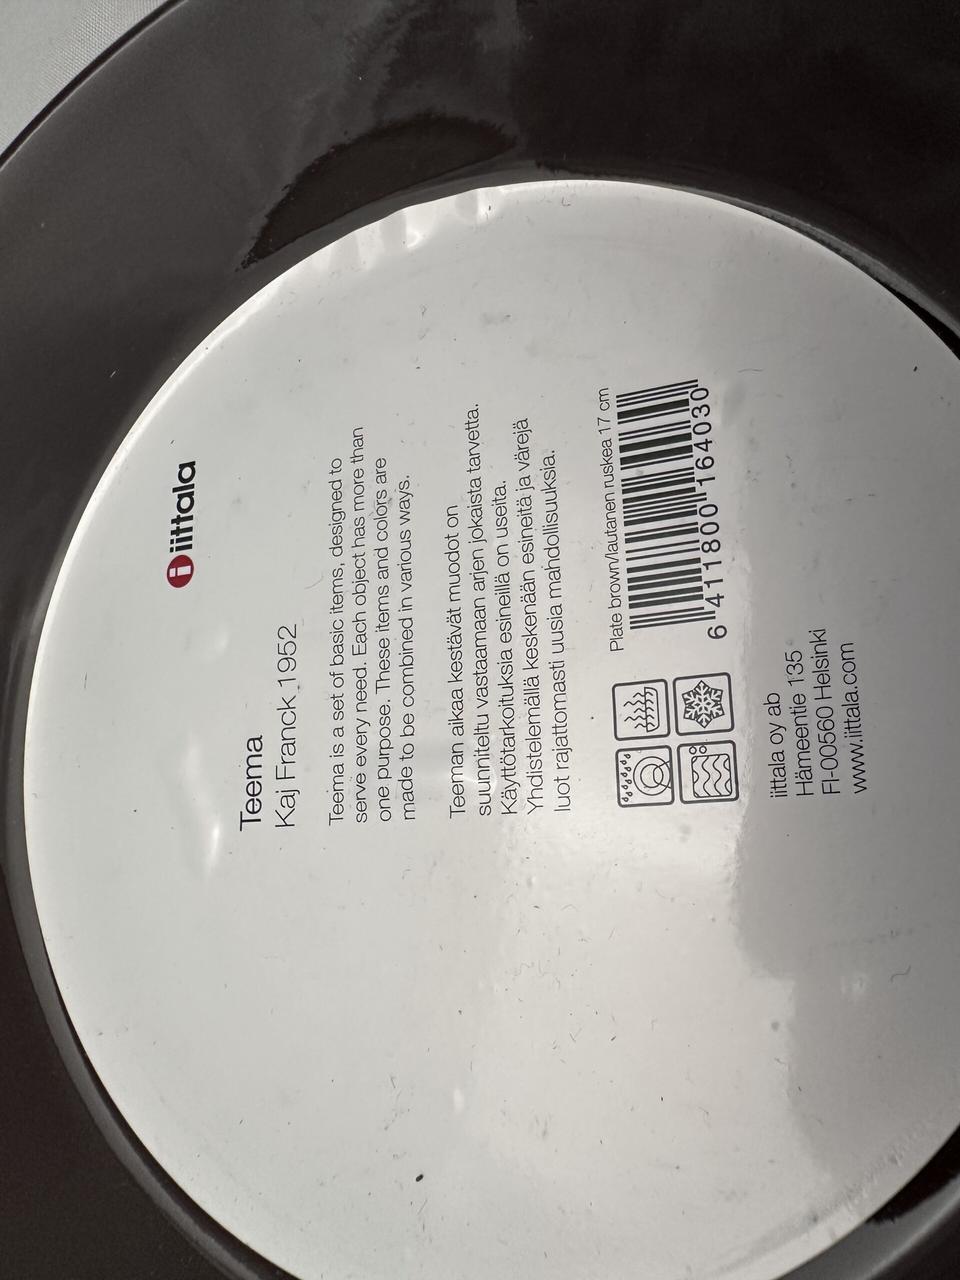 iittala
Teema
Kaj Franck 1952
Teema is a set of basic items, designed to
serve every need. Each object has more than
one purpose. These items and colors are
made to be combined in various ways.
Teeman aikaa kestävät muodot on
suunniteltu vastaamaan arjen jokaista tarvetta.
Käyttötarkoituksia esineillä on useita.
Yhdistelemällä keskenään esineitä ja värejä
luot rajattomasti uusia mahdollisuuksia.
Plate brown/lautanen ruskea 17 cm
6 411800 164030
iittala oy ab
Hämeentie 135
FI-00560 Helsinki
www.iittala.com